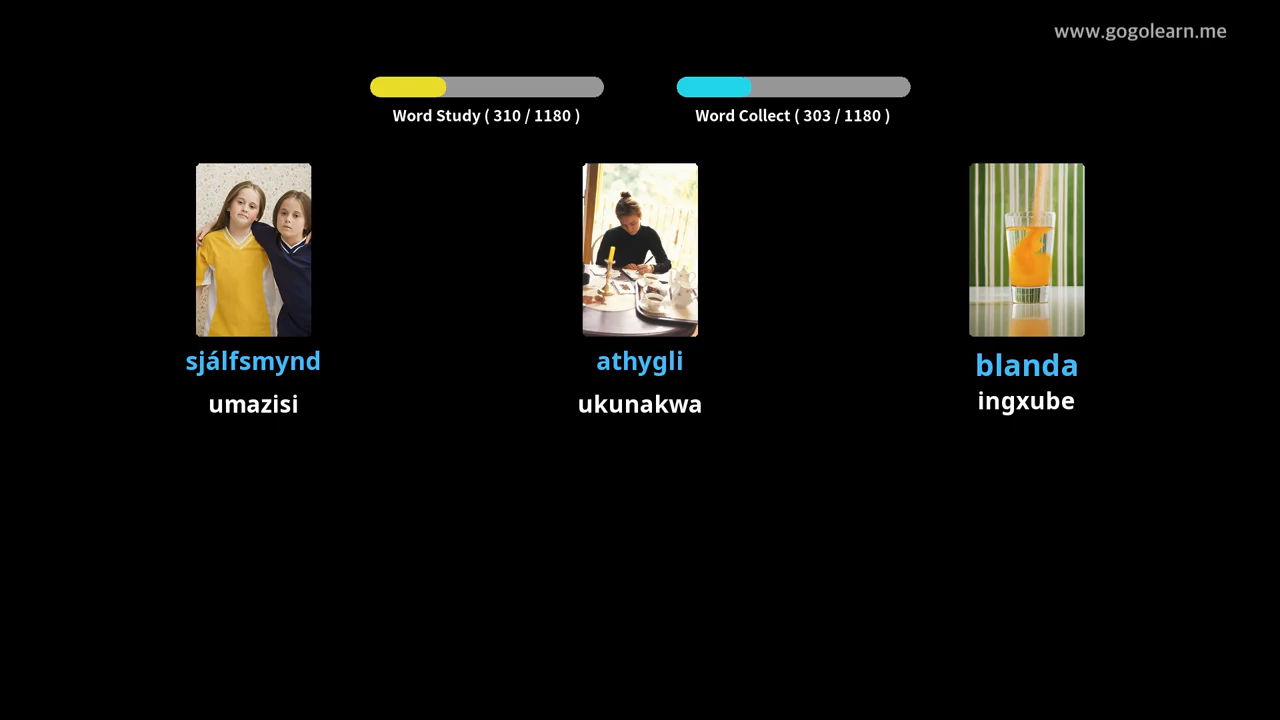 www.gogolearn.me
Word Study ( 310 / 1180 )
Word Collect ( 303 / 1180 )
sjálfsmynd
umazisi
athygli
ukunakwa
blanda
ingxube